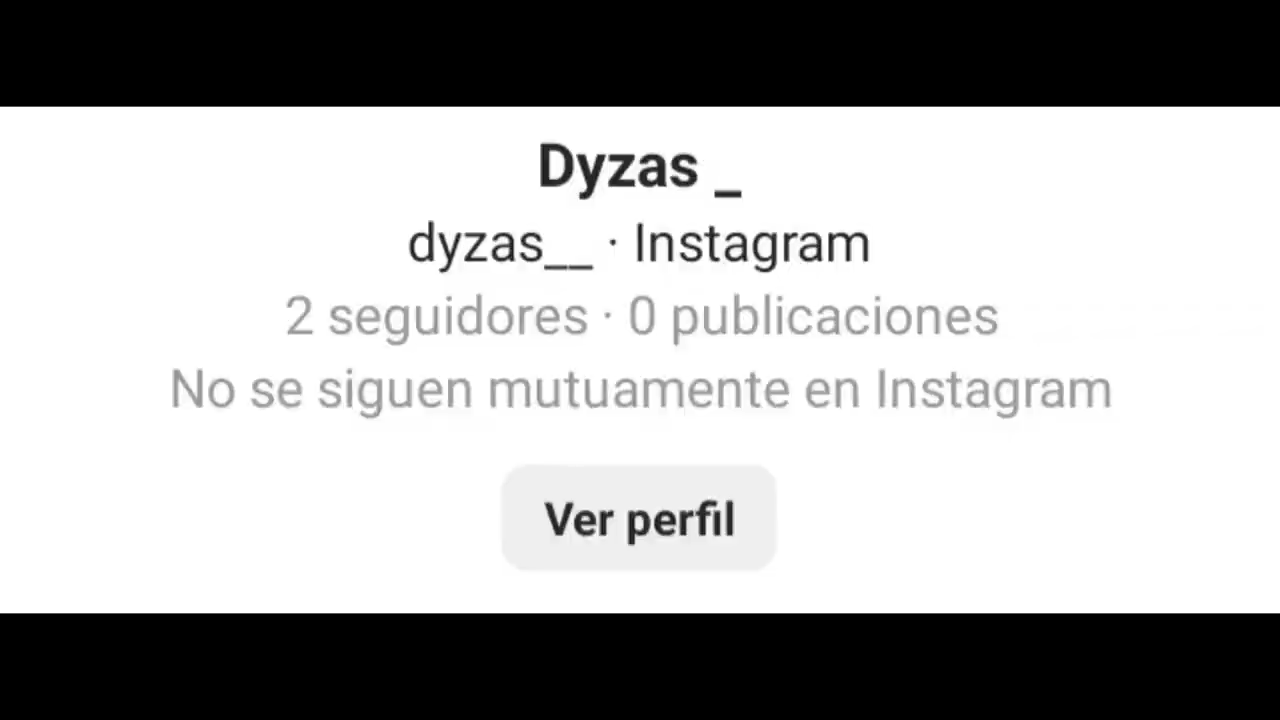 Dyzas _
dyzas__ · Instagram
2 seguidores · 0 publicaciones
No se siguen mutuamente en Instagram
Ver perfil